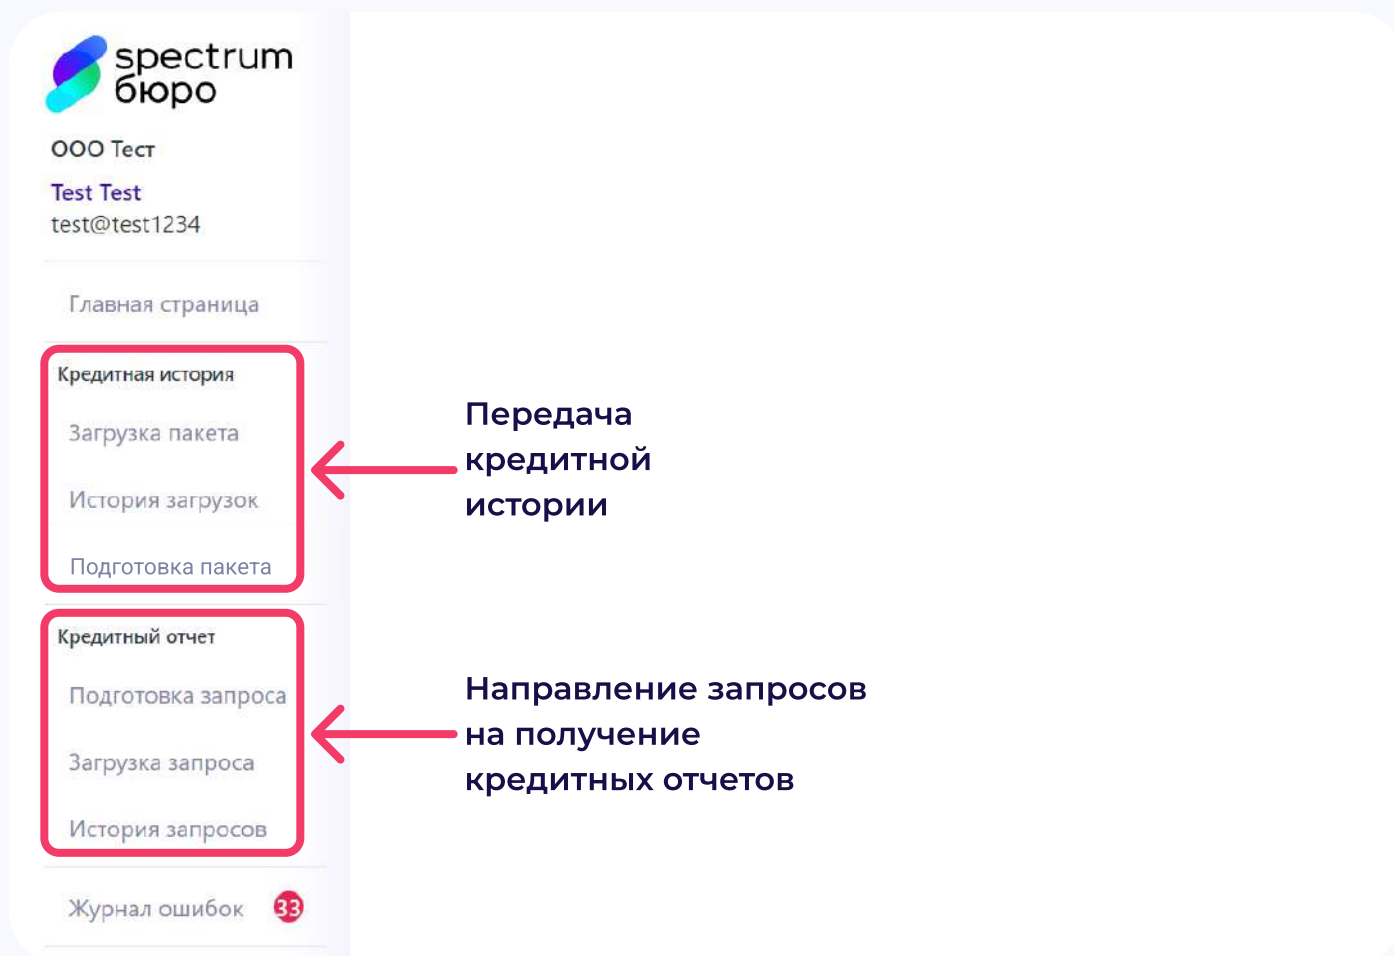 spectrum
бюро
ООО Тест
Test Test
test@test1234
Главная страница
Кредитная история
Загрузка пакета
История загрузок
Подготовка пакета
Передача
кредитной
истории
Кредитный отчет
Подготовка запроса
Загрузка запроса
История запросов
Направление запросов
на получение
кредитных отчетов
Журнал ошибок 33